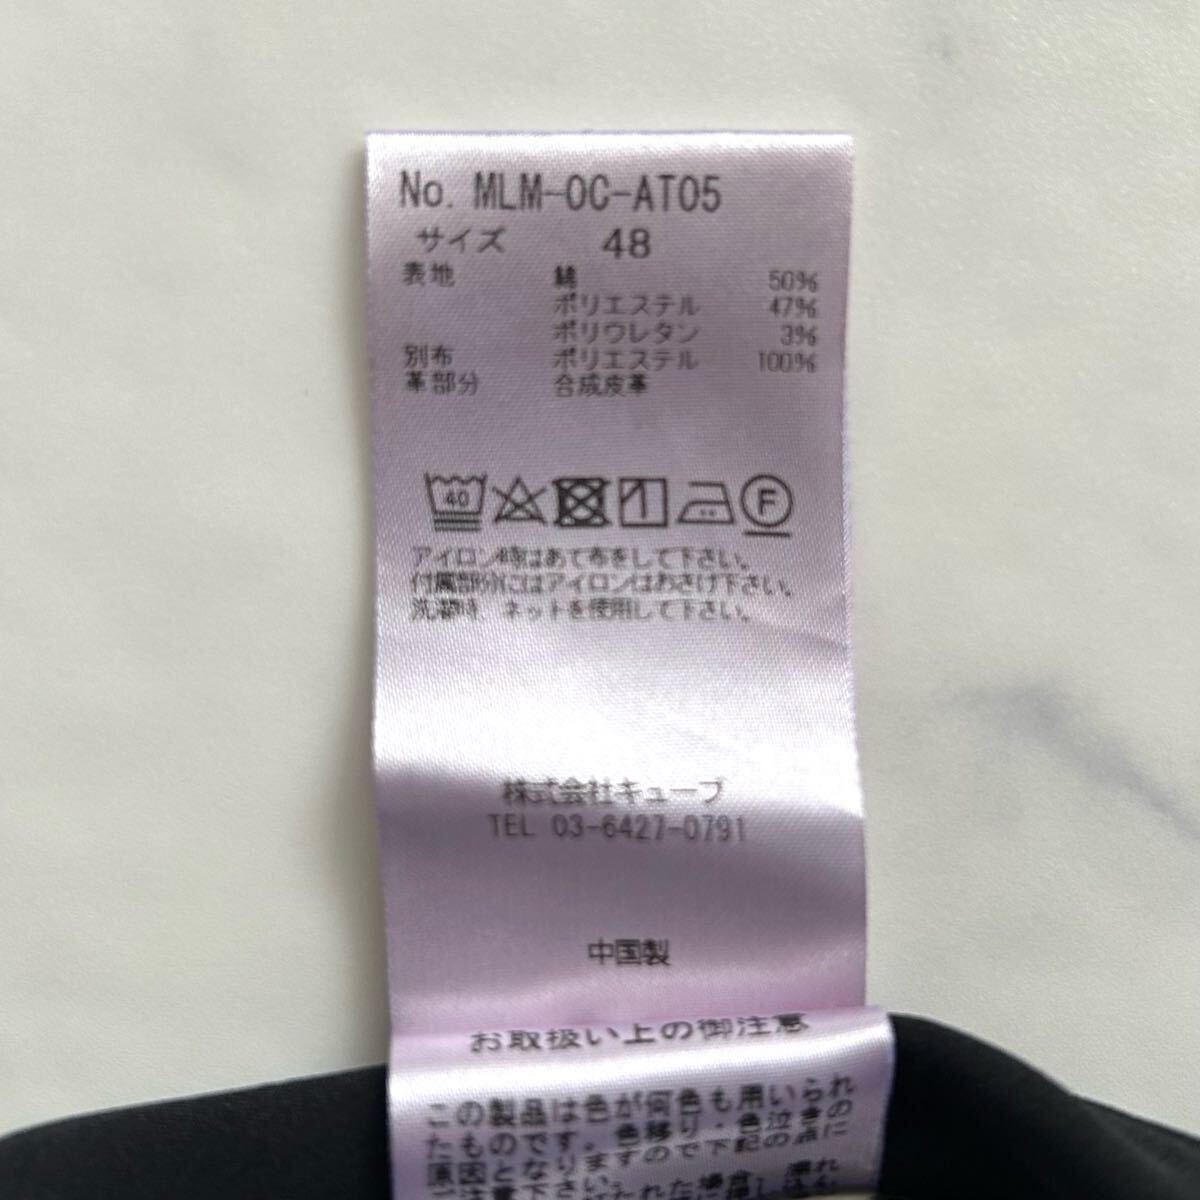 No. MLM-OC-AT05
サイズ 48
表地 綿 50%
ポリエステル 47%
ポリウレタン 3%
別布 ポリエステル 100%
革部分 合成皮革
40 F
アイロン時はあて布をして下さい。
付属部分にはアイロンはおさけ下さい。
洗濯時、ネットを使用して下さい。
株式会社キューブ
TEL 03-6427-0791
中国製
お取扱い上の御注意
この製品は色が何色も用いられ
たものです。色移り・色泣きの
原因となりますので下記の点に
ご注意下さい